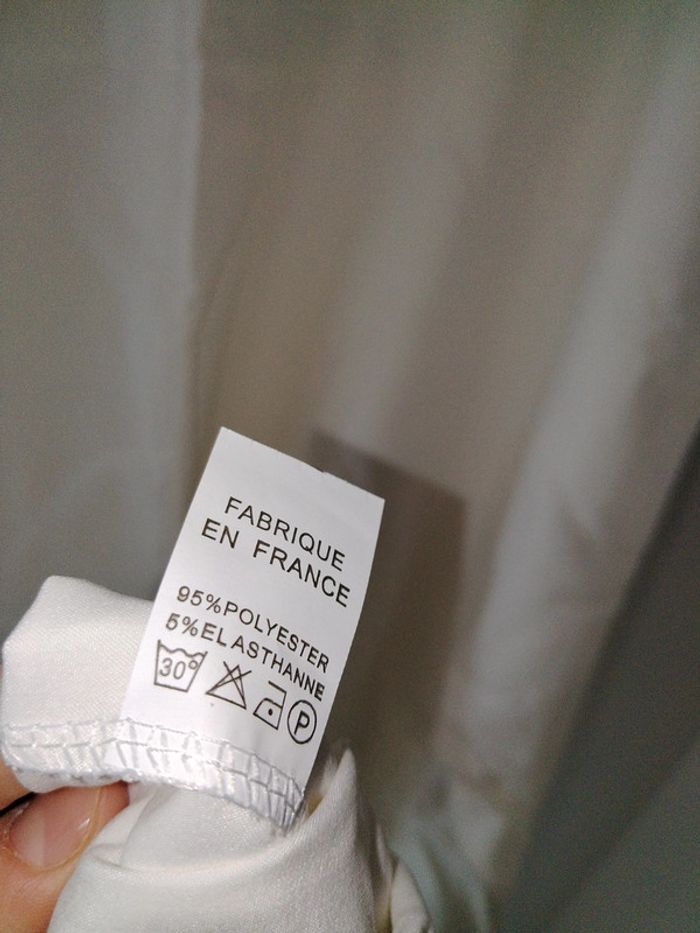 FABRIQUE
EN FRANCE
95%POLYESTER
5%ELASTHANNE
30° P